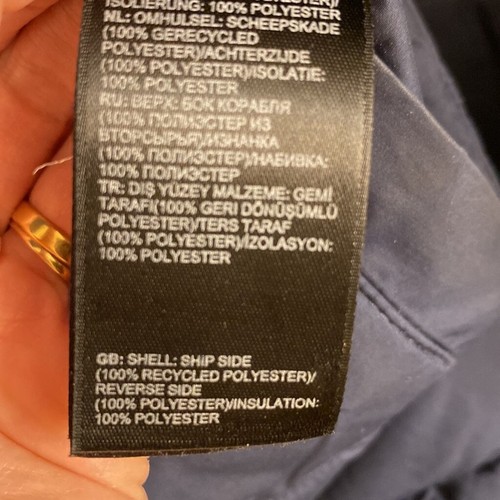 ISOLIERUNG: 100% POLYESTER
NL: OMHULSEL: SCHEEPSKADE
(100% GERECYCLED
POLYESTER)/ACHTERZIJDE
(100% POLYESTER)/ISOLATIE:
100% POLYESTER
RU: ВЕРХ: БОК КОРАБЛЯ
(100% ПОЛИЭСТЕР ИЗ
ВТОРСЫРЬЯ)/ИЗНАНКА
(100% ПОЛИЭСТЕР)/НАБИВКА:
100% ПОЛИЭСТЕР
TR: DIŞ YÜZEY MALZEME: GEMİ
TARAFI(100% GERİ DÖNÜŞÜMLÜ
POLYESTER)/TERS TARAF
(100% POLYESTER)/İZOLASYON:
100% POLYESTER
GB: SHELL: SHIP SIDE
(100% RECYCLED POLYESTER)/
REVERSE SIDE
(100% POLYESTER)/INSULATION:
100% POLYESTER